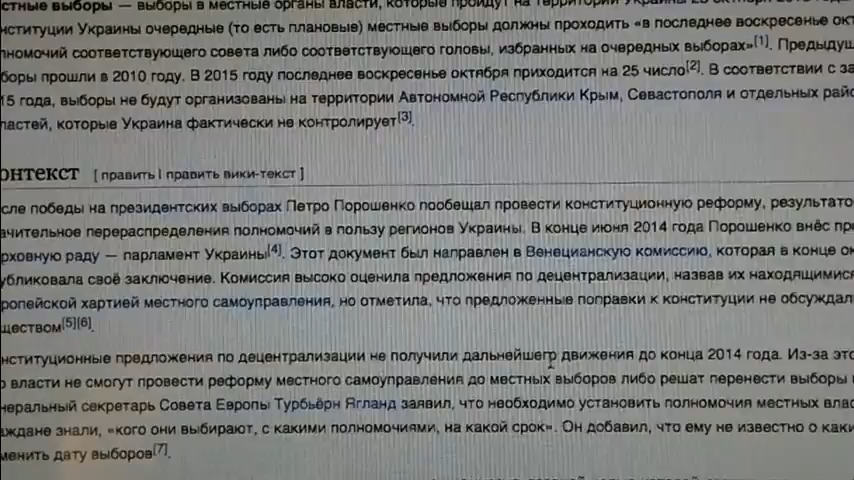 стные выборы — выборы в местные органы власти, которые пройдут на территории Украины 25 октября 2015
нституции Украины очередные (то есть плановые) местные выборы должны проходить «в последнее воскресенье окт
лномочий соответствующего совета либо соответствующего головы, избранных на очередных выборах»[1]. Предыдущ
боры прошли в 2010 году. В 2015 году последнее воскресенье октября приходится на 25 число[2]. В соответствии с за
15 года, выборы не будут организованы на территории Автономной Республики Крым, Севастополя и отдельных райо
ластей, которые Украина фактически не контролирует[3].
онтекст [ править | править вики-текст ]
сле победы на президентских выборах Петро Порошенко пообещал провести конституционную реформу, результато
ачительное перераспределения полномочий в пользу регионов Украины. В конце июня 2014 года Порошенко внёс пр
рховную раду — парламент Украины[4]. Этот документ был направлен в Венецианскую комиссию, которая в конце ок
убликовала своё заключение. Комиссия высоко оценила предложения по децентрализации, назвав их находящимися
ропейской хартией местного самоуправления, но отметила, что предложенные поправки к конституции не обсуждал
ществом[5][6].
нституционные предложения по децентрализации не получили дальнейшего движения до конца 2014 года. Из-за это
о власти не смогут провести реформу местного самоуправления до местных выборов либо решат перенести выборы
неральный секретарь Совета Европы Турбьёрн Ягланд заявил, что необходимо установить полномочия местных влас
аждане знали, «кого они выбирают, с какими полномочиями, на какой срок». Он добавил, что ему не известно о каки
менить дату выборов[7].